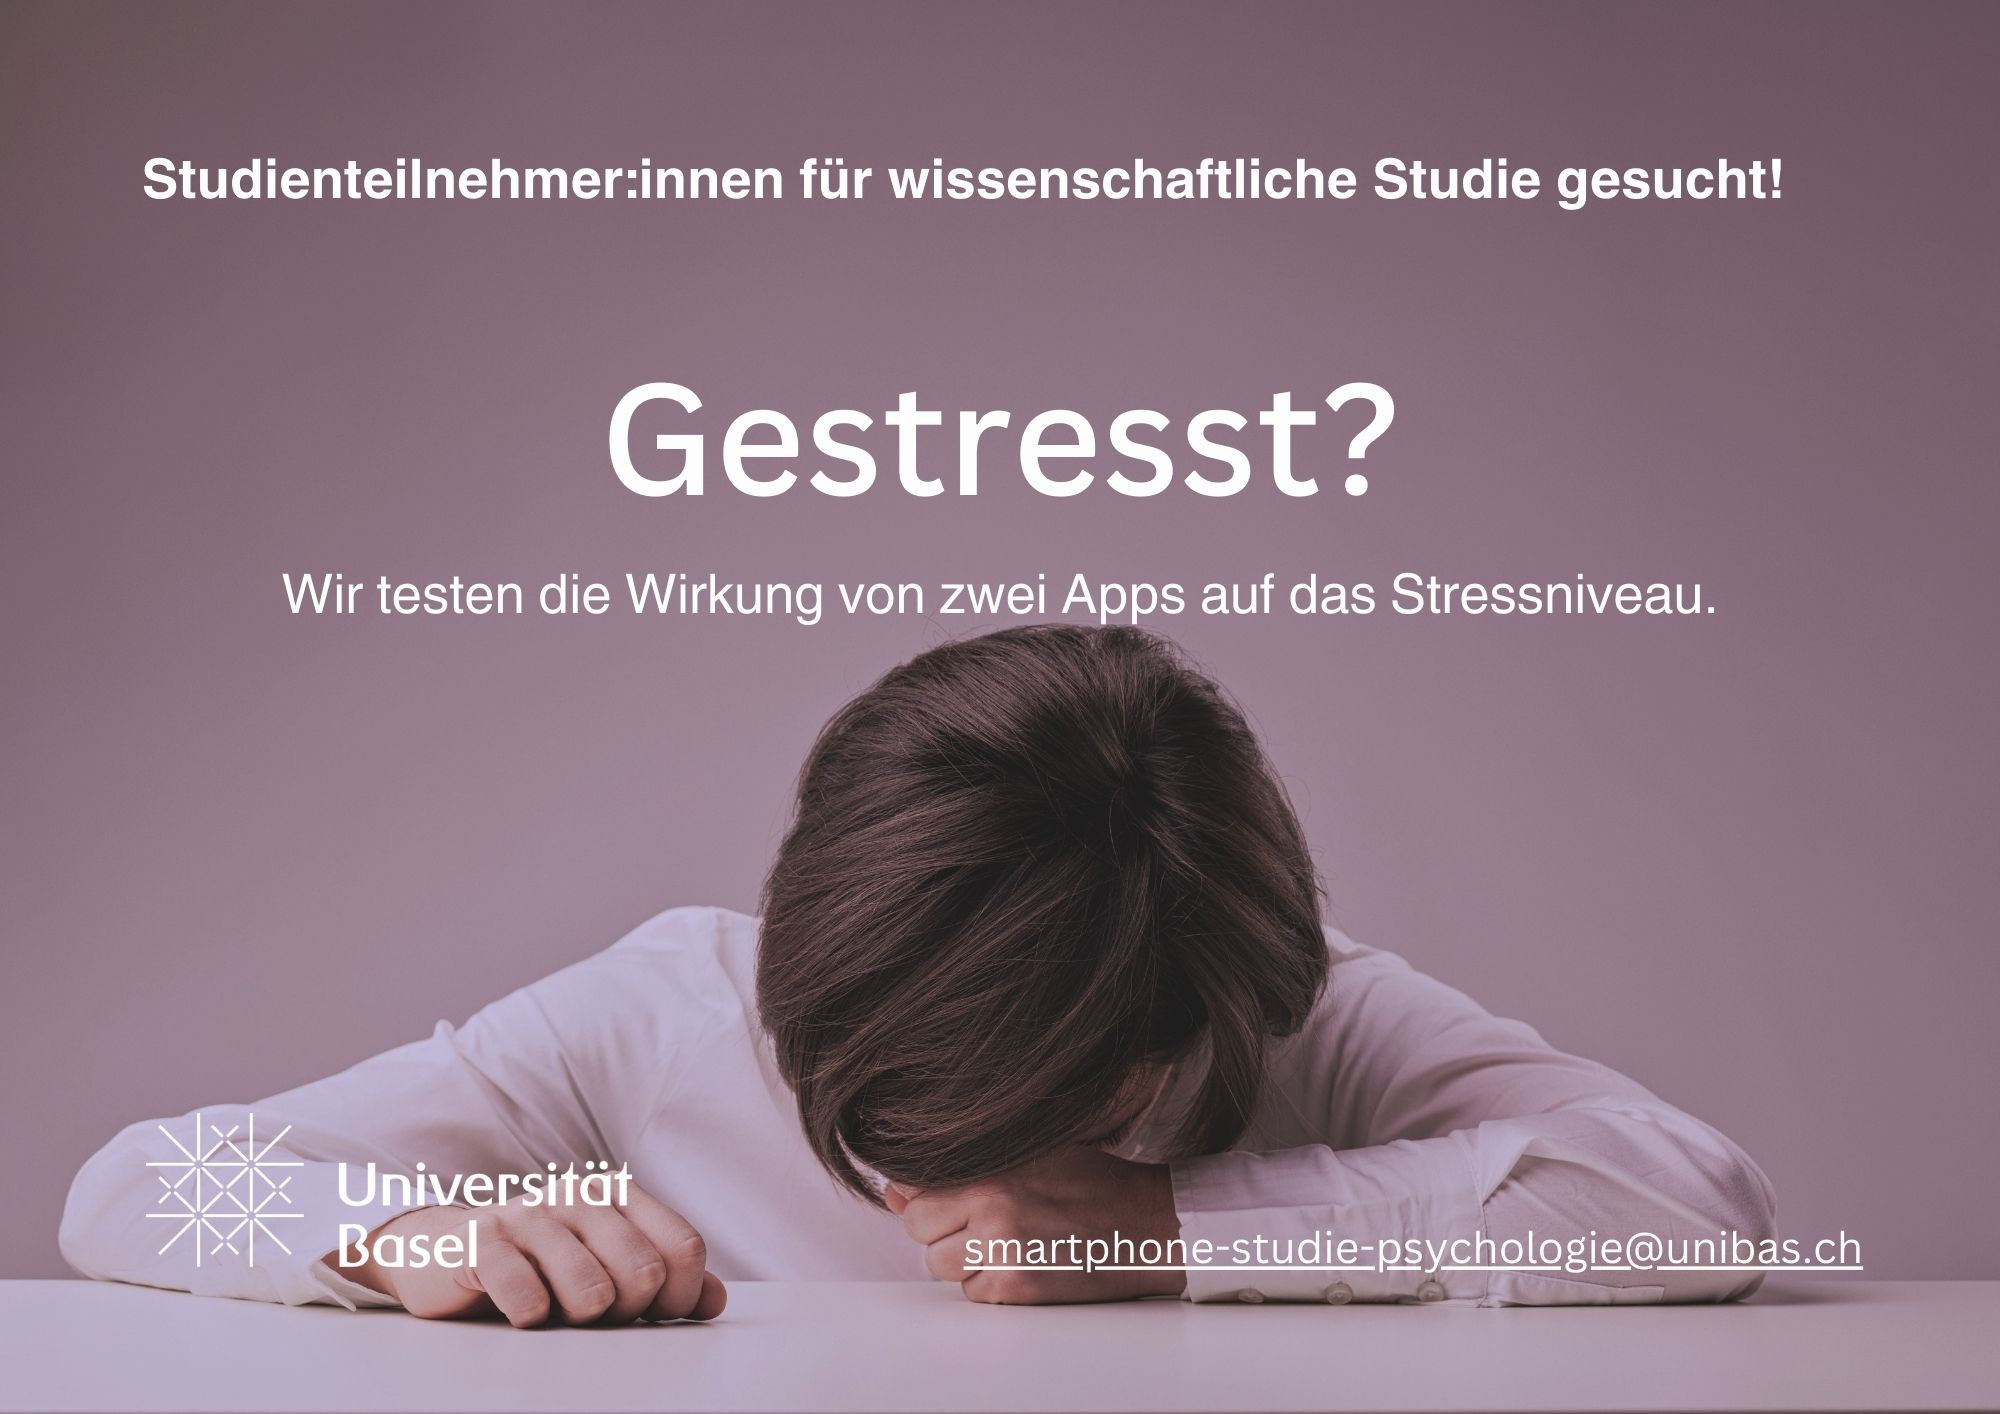 Studienteilnehmer:innen für wissenschaftliche Studie gesucht!
Gestresst?
Wir testen die Wirkung von zwei Apps auf das Stressniveau.
Universität
Basel
smartphone-studie-psychologie@unibas.ch